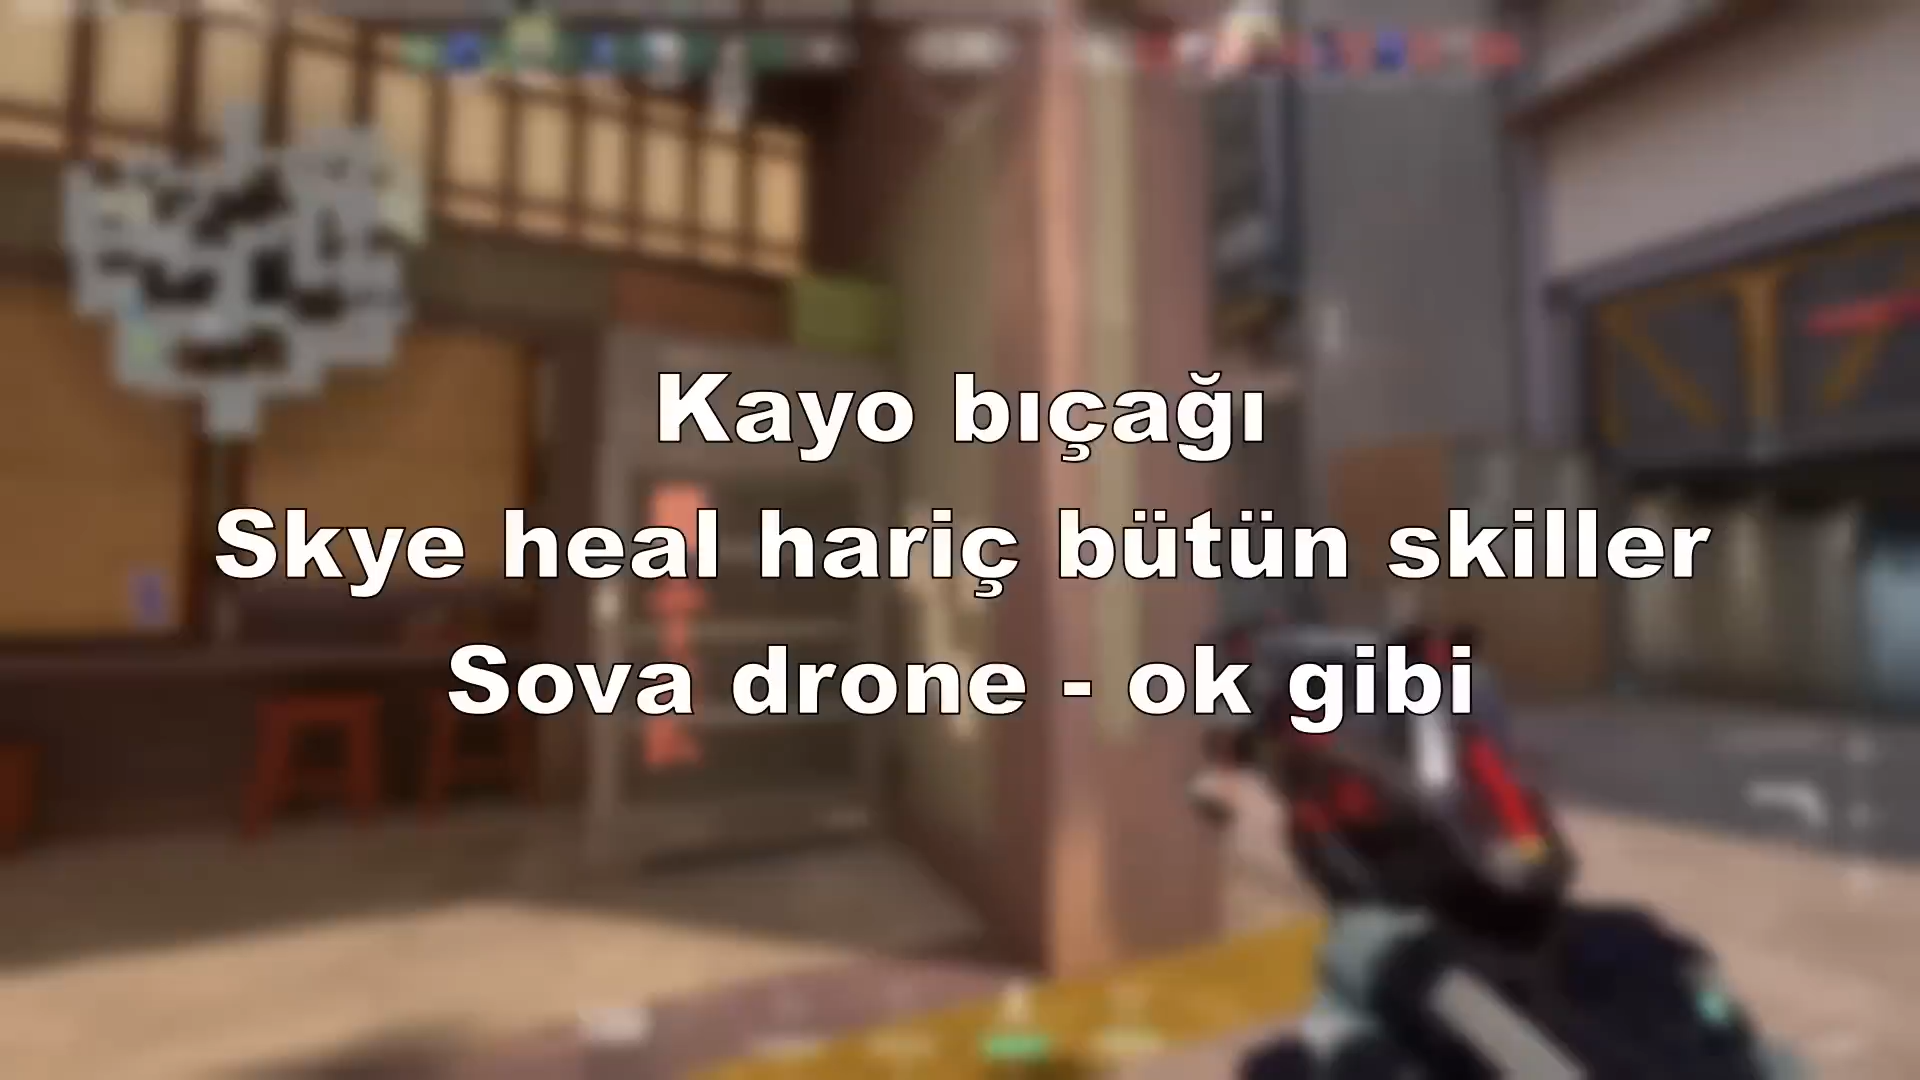 Kayo bıçağı
Skye heal hariç bütün skiller
Sova drone - ok gibi